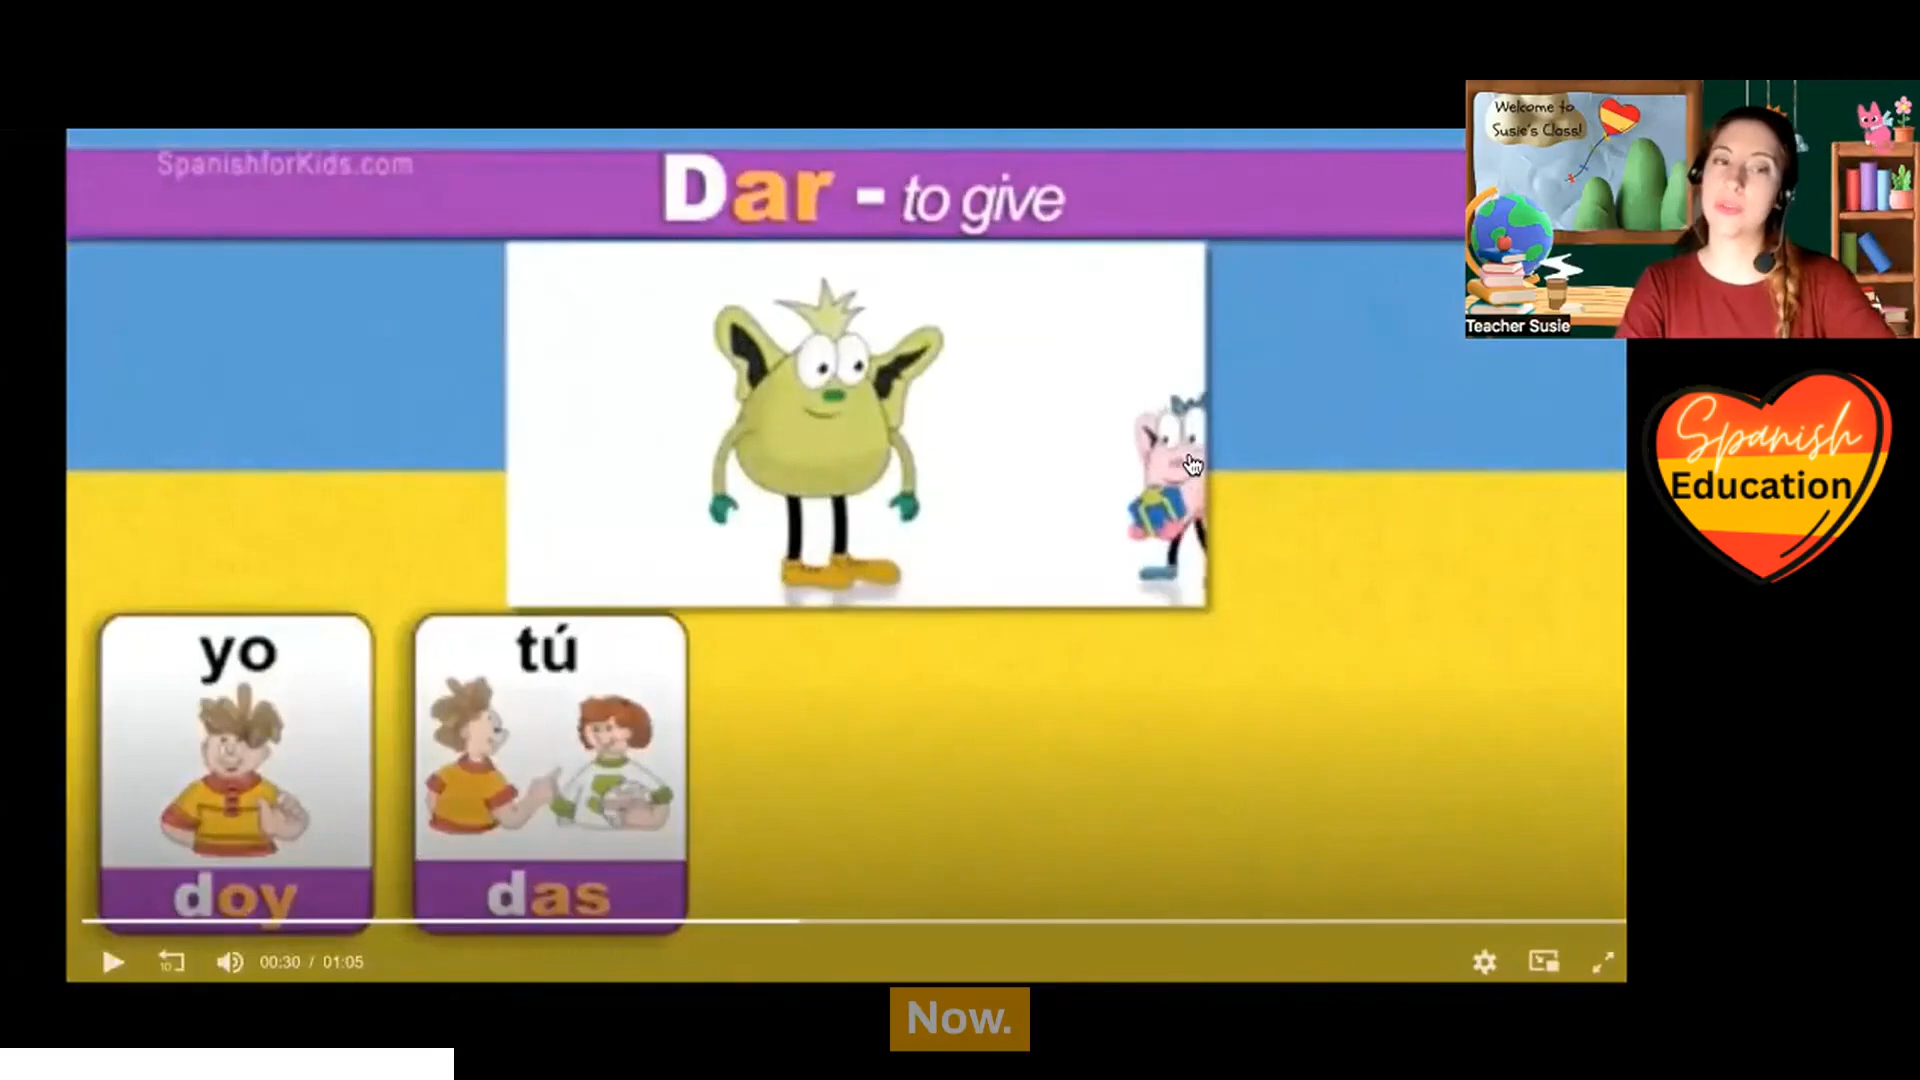 SpanishforKids.com
Dar - to give
Welcome to
Susie's Class!
Teacher Susie
Spanish
Education
yo
tú
doy
das
10
00:30 / 01:05
Now.